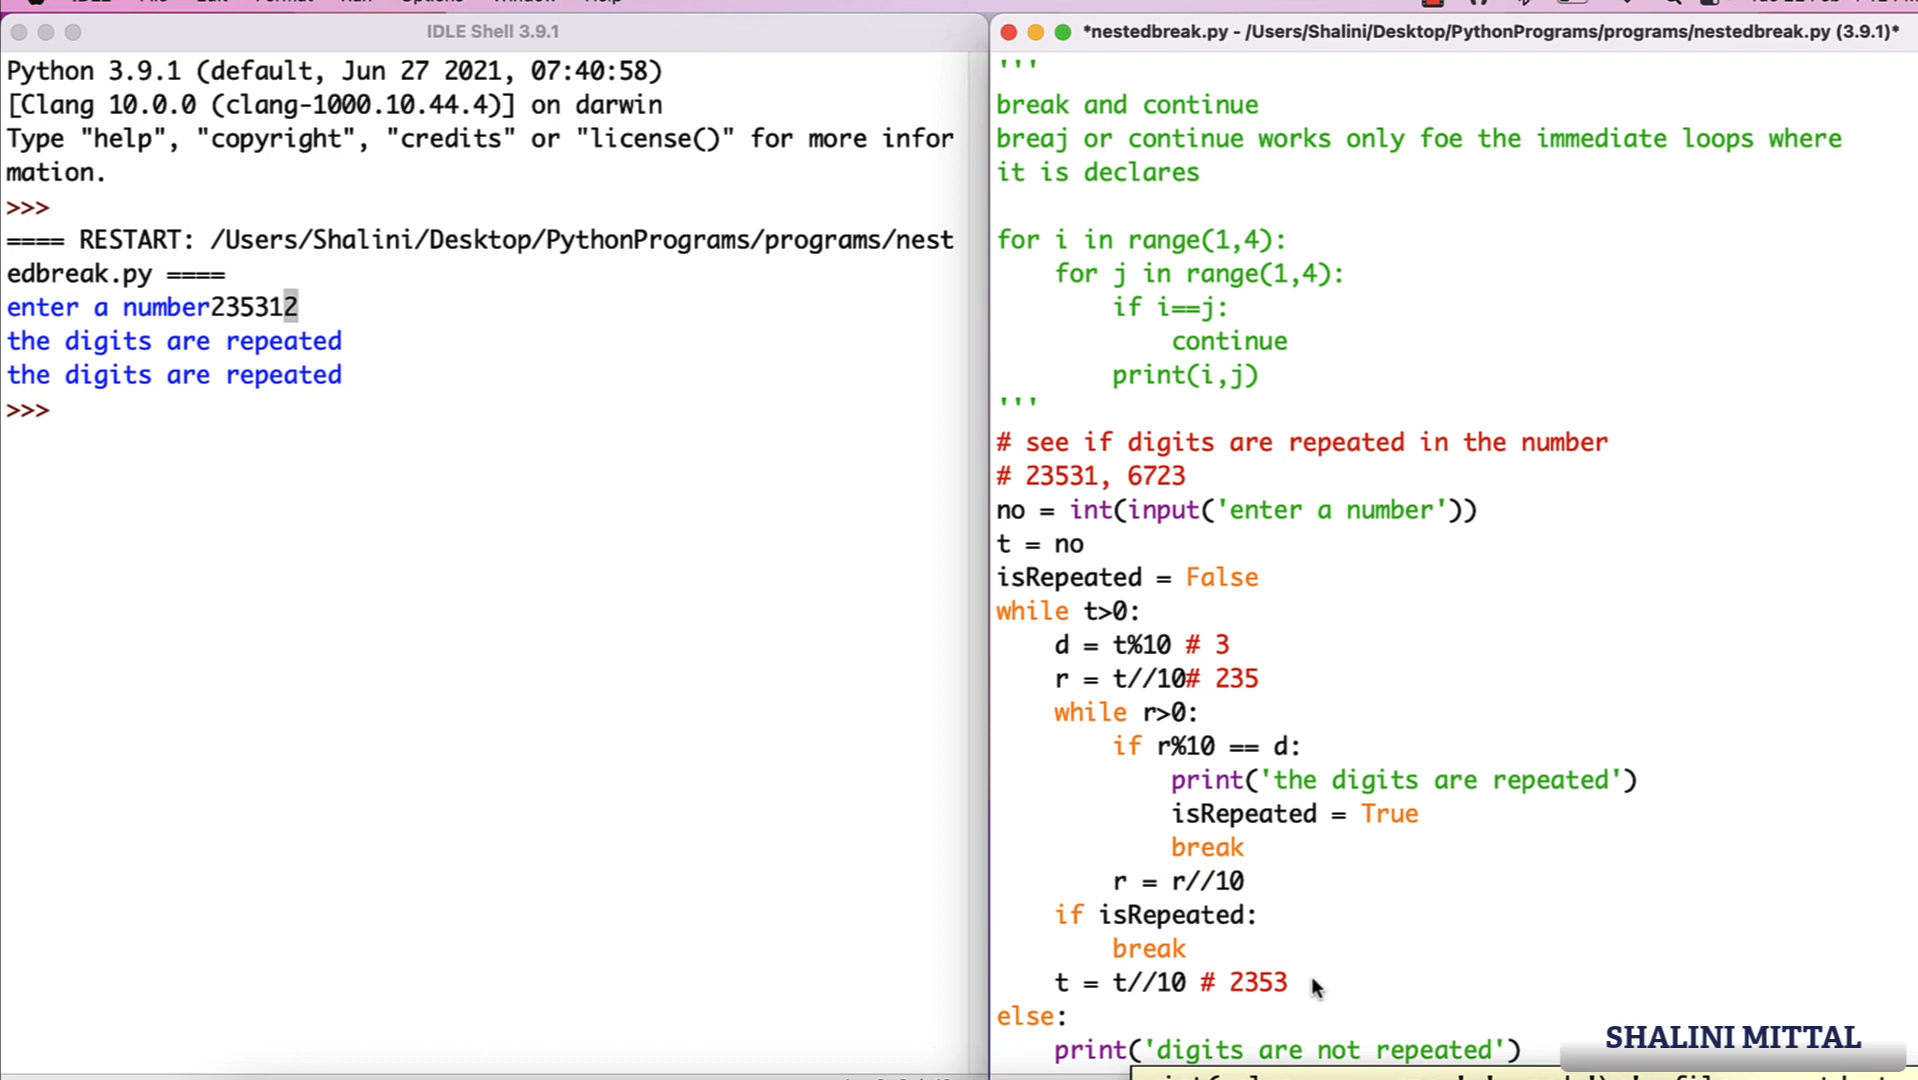 IDLE Shell 3.9.1
Python 3.9.1 (default, Jun 27 2021, 07:40:58)
[Clang 10.0.0 (clang-1000.10.44.4)] on darwin
Type "help", "copyright", "credits" or "license()" for more infor
mation.
>>>
==== RESTART: /Users/Shalini/Desktop/PythonPrograms/programs/nest
edbreak.py ====
enter a number235312
the digits are repeated
the digits are repeated
>>>
*nestedbreak.py - /Users/Shalini/Desktop/PythonPrograms/programs/nestedbreak.py (3.9.1)*
'''
break and continue
breaj or continue works only foe the immediate loops where
it is declares
for i in range(1,4):
    for j in range(1,4):
        if i==j:
            continue
        print(i,j)
'''
# see if digits are repeated in the number
# 23531, 6723
no = int(input('enter a number'))
t = no
isRepeated = False
while t>0:
    d = t%10 # 3
    r = t//10# 235
    while r>0:
        if r%10 == d:
            print('the digits are repeated')
            isRepeated = True
            break
        r = r//10
    if isRepeated:
        break
    t = t//10 # 2353
else:
    print('digits are not repeated')
SHALINI MITTAL